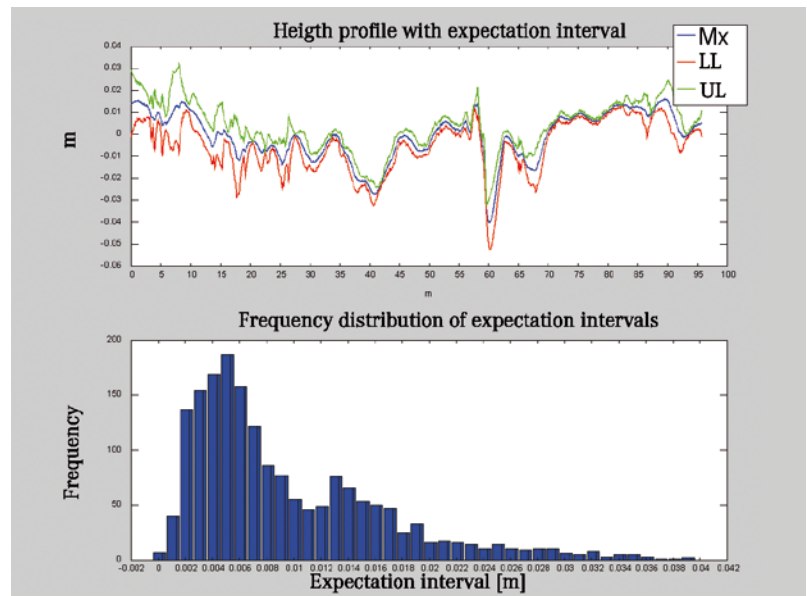 Heigth profile with expectation interval
Mx
LL
UL
0.04
0.03
0.02
0.01
0
-0.01
-0.02
-0.03
-0.04
-0.05
-0.06
m
0 5 10 15 20 25 30 35 40 45 50 55 60 65 70 75 80 85 90 95 100
m
Frequency distribution of expectation intervals
200
150
100
50
0
Frequency
-0.002 0 0.002 0.004 0.006 0.008 0.01 0.012 0.014 0.016 0.018 0.02 0.022 0.024 0.026 0.028 0.03 0.032 0.034 0.036 0.038 0.04 0.042
Expectation interval [m]